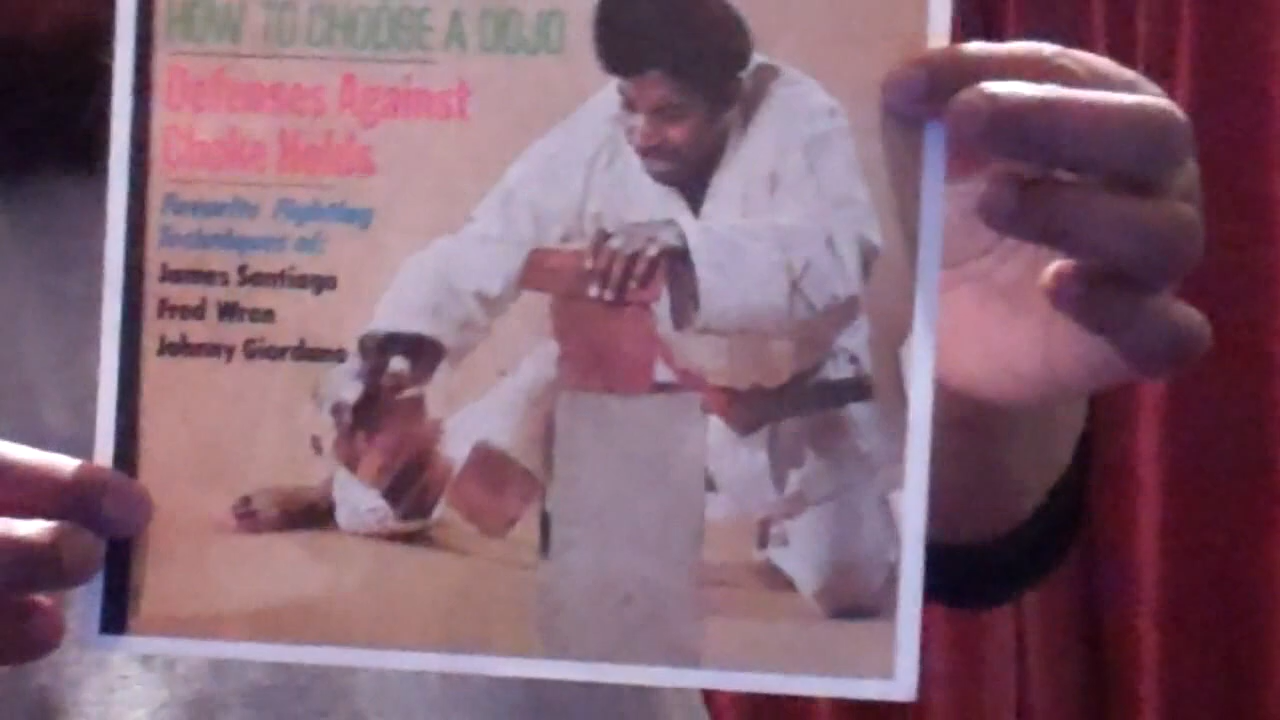 HOW TO CHOOSE A DOJO
Defenses Against
Choke Holds
Favorite Fighting
Techniques of:
James Santiago
Fred Wren
Johnny Giordano